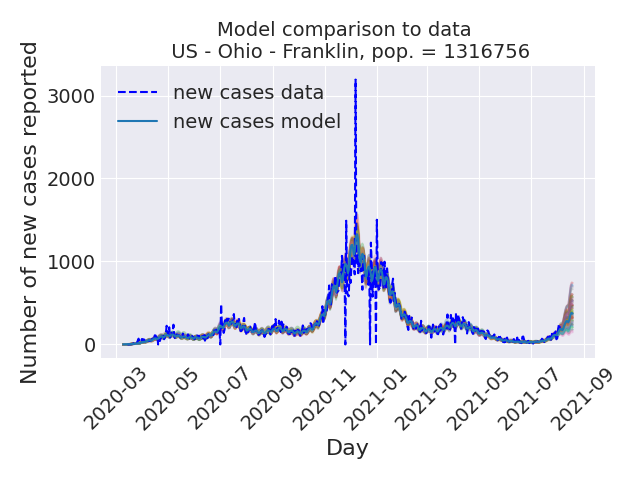 Model comparison to data
US - Ohio - Franklin, pop. = 1316756
Number of new cases reported
3000
2000
1000
0
new cases data
new cases model
2020-03
2020-05
2020-07
2020-09
2020-11
2021-01
2021-03
2021-05
2021-07
2021-09
Day